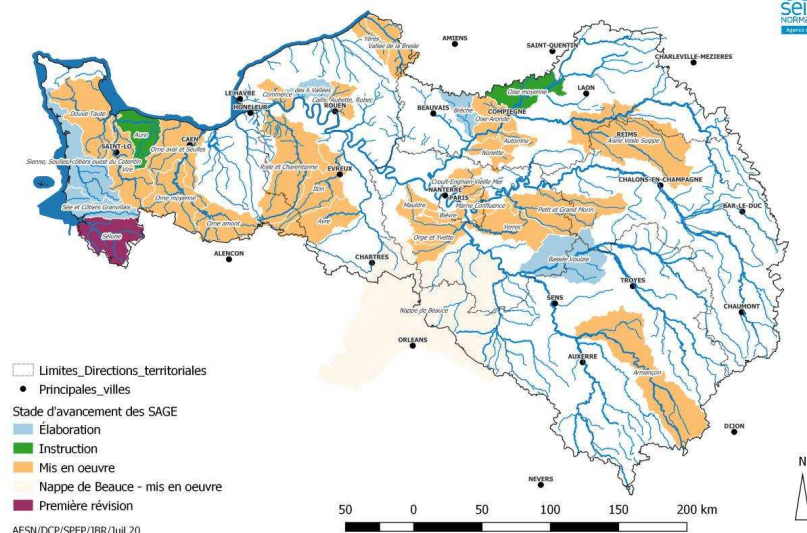 sei
NORMA
Agence d
Yères
Vallée de la Bresle
AMIENS
SAINT-QUENTIN
CHARLEVILLE-MEZIERES
LE HAVRE
HONFLEUR
Commerce
des 6 Vallées
Cailly, Aubette, Robec
ROUEN
BEAUVAIS
Brèche
Oise moyenne
COMPIEGNE
LAON
Oise-Aronde
Automne
Nonette
REIMS
Aisne Vesle Suippe
Douve-Taute
Aure
CAEN
SAINT-LO
Orne aval et Seulles
Sienne, Soulles, côtiers ouest du Cotentin
Vire
Risle et Charentonne
EVREUX
Iton
Avre
Croult-Enghien-Vieille Mer
NANTERRE
PARIS
Marne Confluence
Mauldre
Bièvre
CHALONS-EN-CHAMPAGNE
Orne moyenne
Sée et Côtiers Granvillais
Orne amont
Petit et Grand Morin
BAR-LE-DUC
Sélune
Yerres
Orge et Yvette
ALENCON
CHARTRES
Bassée Voulzie
TROYES
SENS
CHAUMONT
Nappe de Beauce
ORLEANS
AUXERRE
Armançon
DIJON
NEVERS
Limites_Directions_territoriales
Principales_villes
Stade d'avancement des SAGE
Élaboration
Instruction
Mis en oeuvre
Nappe de Beauce - mis en oeuvre
Première révision
AESN/DCP/SPEP/JBR/Juil 20
50 0 50 100 150 200 km
N